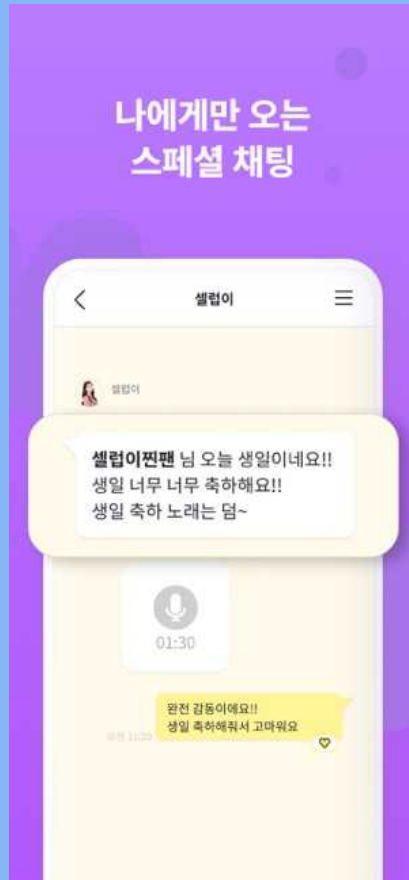 나에게만 오는
스페셜 채팅
셀럽이
셀럽이
셀럽이찐팬 님 오늘 생일이네요!!
생일 너무 너무 축하해요!!
생일 축하 노래는 덤~
01:30
완전 감동이에요!!
생일 축하해줘서 고마워요